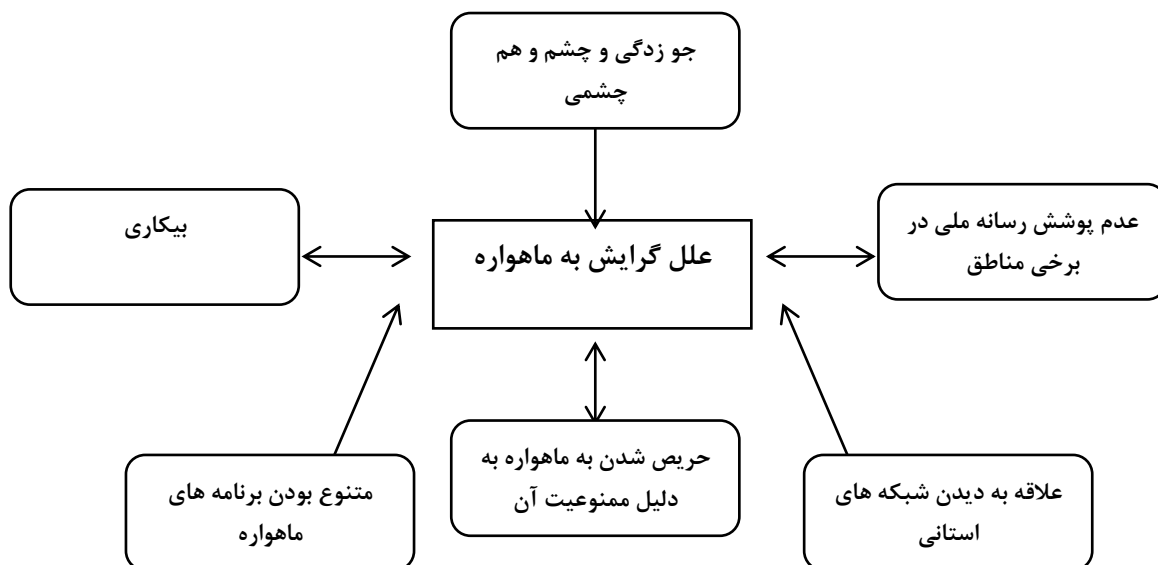 جو زدگی و چشم و هم
چشمی
عدم پوشش رسانه ملی در
برخی مناطق
علل گرایش به ماهواره
بیکاری
علاقه به دیدن شبکه های
استانی
حریص شدن به ماهواره به
دلیل ممنوعیت آن
متنوع بودن برنامه های
ماهواره